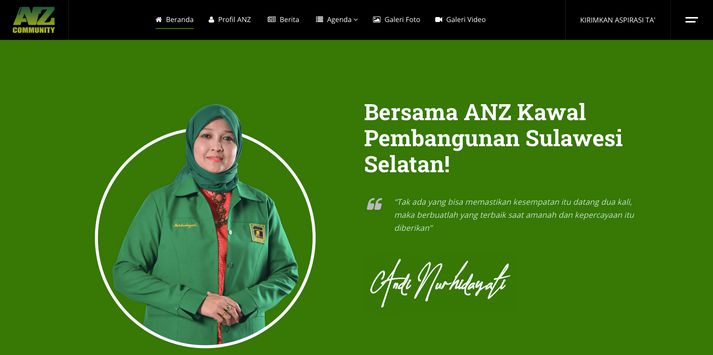 ANZ
COMMUNITY
Beranda
Profil ANZ
Berita
Agenda
Galeri Foto
Galeri Video
KIRIMKAN ASPIRASI TA'
Bersama ANZ Kawal
Pembangunan Sulawesi
Selatan!
“Tak ada yang bisa memastikan kesempatan itu datang dua kali,
maka berbuatlah yang terbaik saat amanah dan kepercayaan itu
diberikan”
Andi Nurhidayati